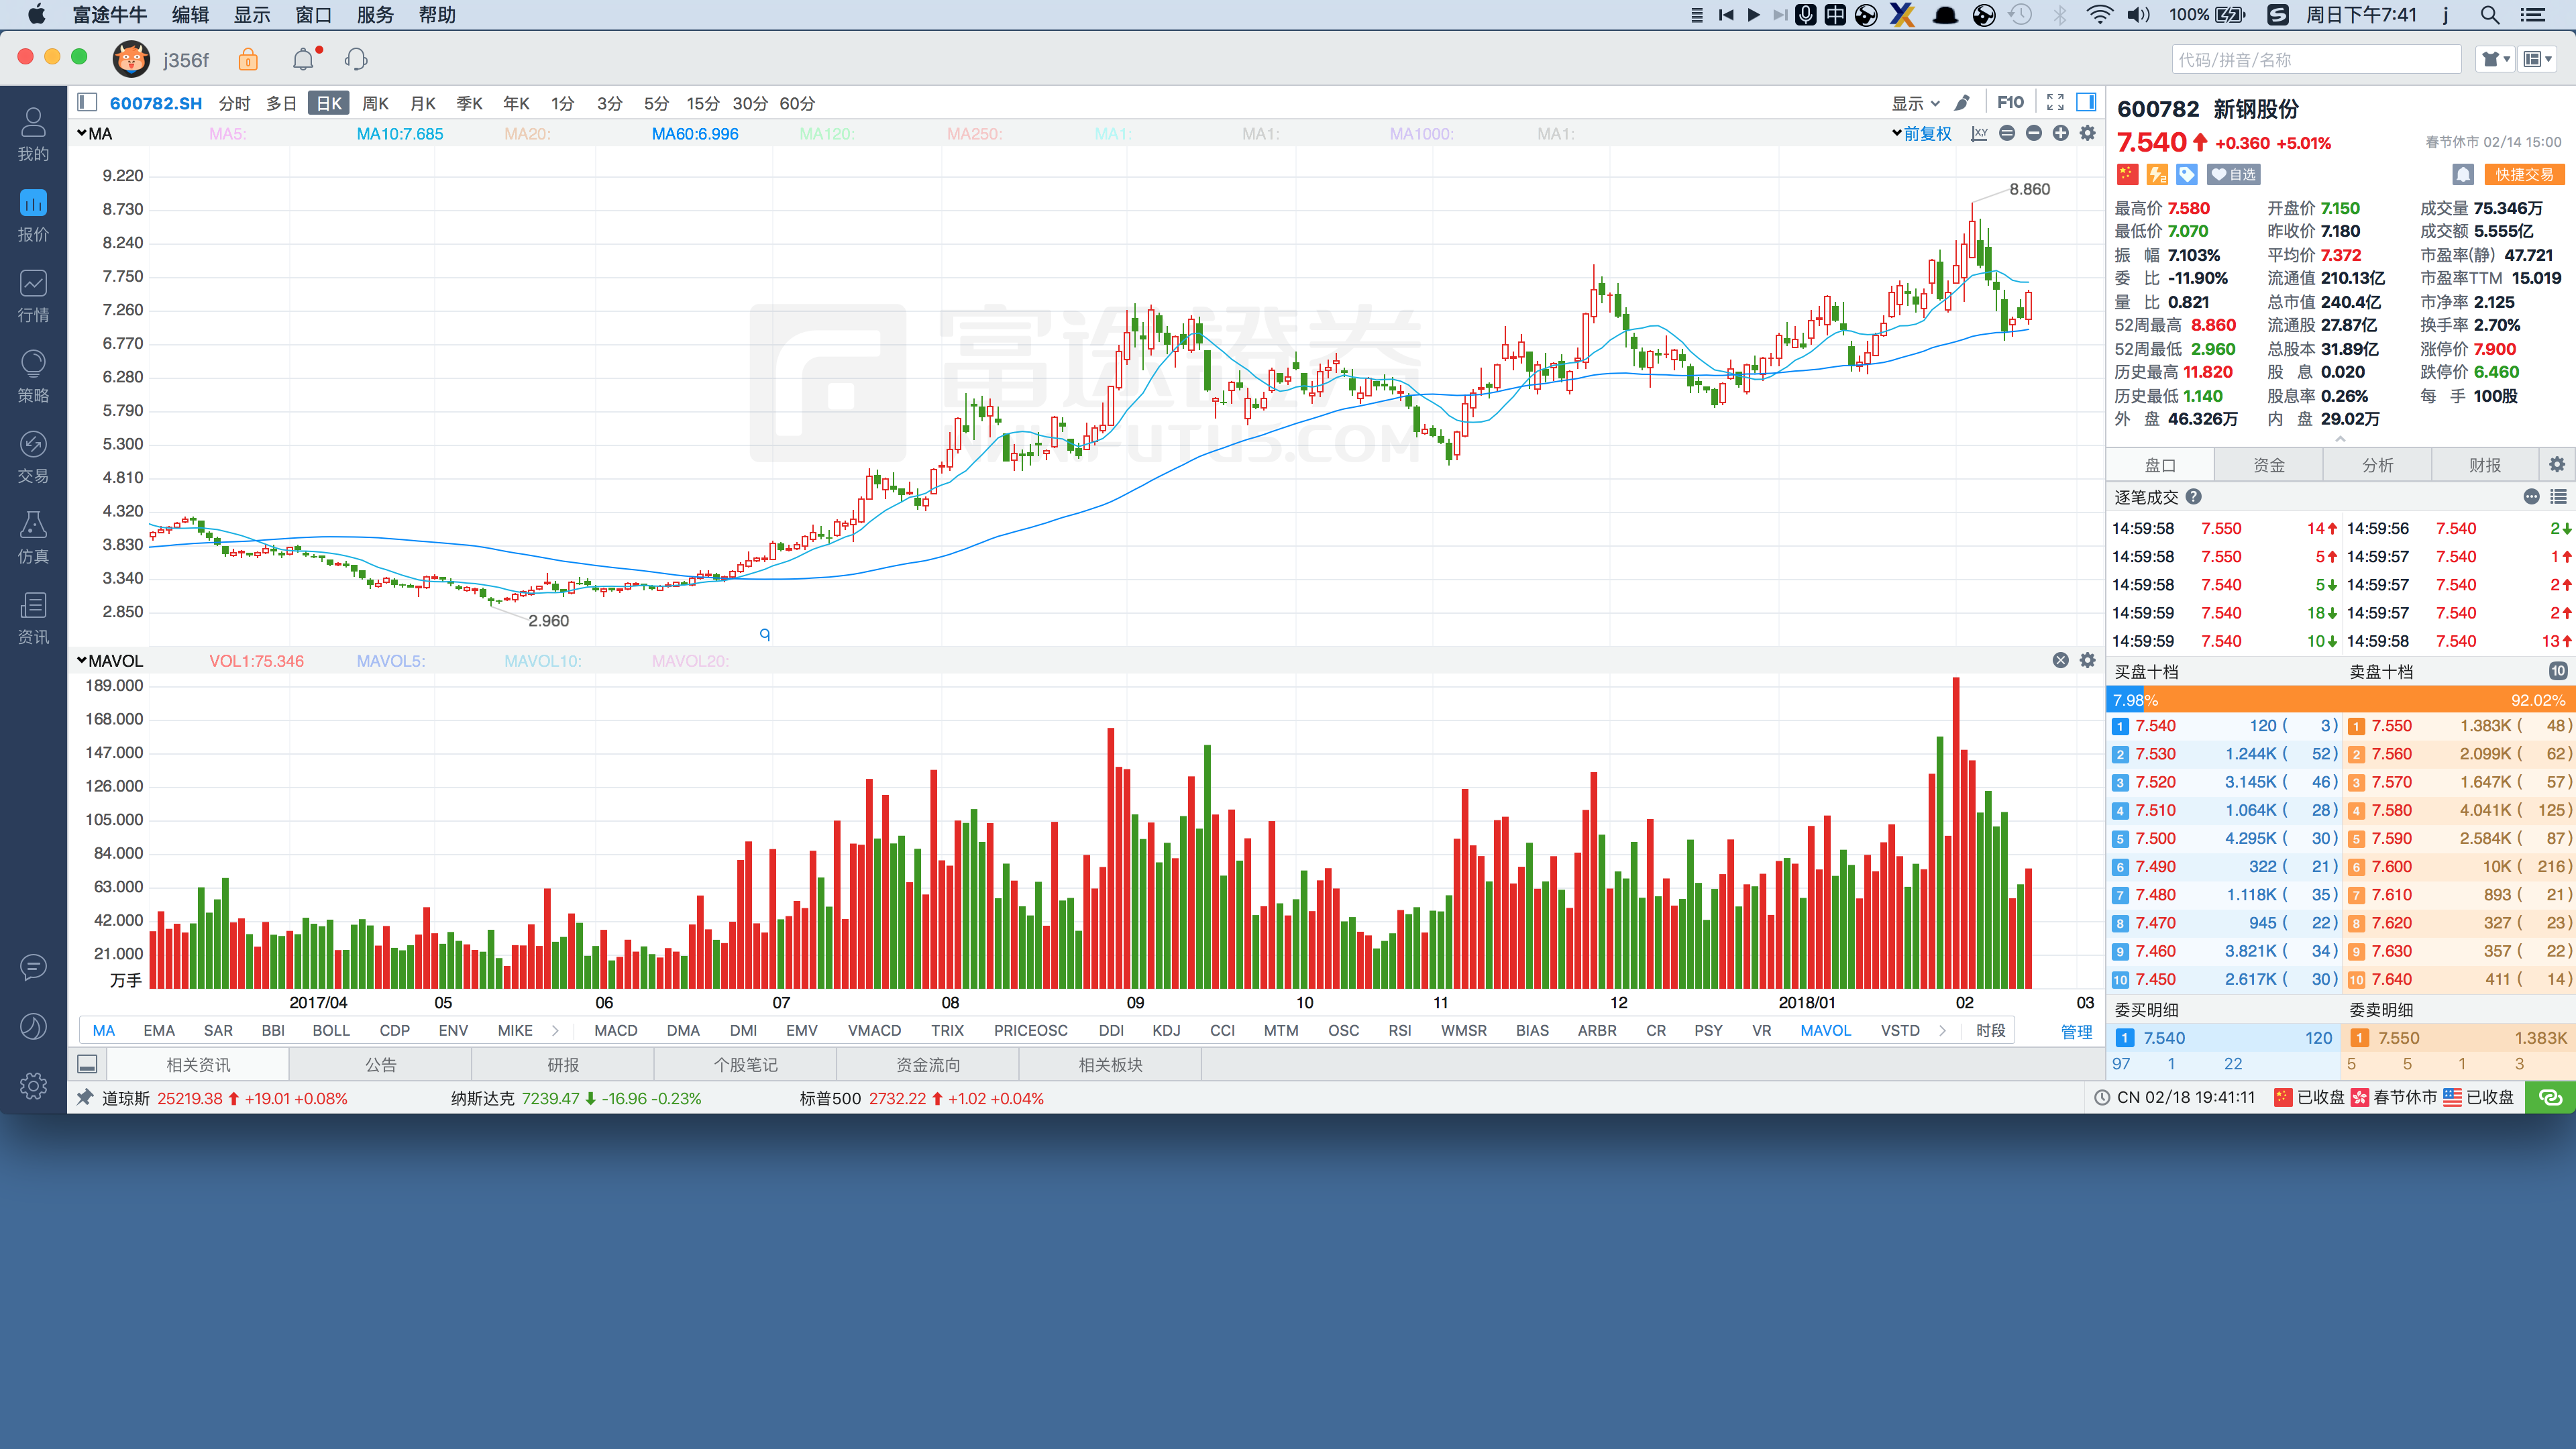 富途牛牛 编辑 显示 窗口 服务 帮助 100% 周日下午7:41 j
j356f 代码/拼音/名称
我的
报价
行情
策略
交易
仿真
资讯
600782.SH 分时 多日 日K 周K 月K 季K 年K 1分 3分 5分 15分 30分 60分 显示 F10
MA MA5: MA10:7.685 MA20: MA60:6.996 MA120: MA250: MA1: MA1: MA1000: MA1: 前复权
9.220
8.730
8.240
7.750
7.260
6.770
6.280
5.790
5.300
4.810
4.320
3.830
3.340
2.850
8.860
2.960
富途證券
WWW.FUTU5.COM
MAVOL VOL1:75.346 MAVOL5: MAVOL10: MAVOL20:
189.000
168.000
147.000
126.000
105.000
84.000
63.000
42.000
21.000
万手
2017/04 05 06 07 08 09 10 11 12 2018/01 02 03
MA EMA SAR BBI BOLL CDP ENV MIKE MACD DMA DMI EMV VMACD TRIX PRICEOSC DDI KDJ CCI MTM OSC RSI WMSR BIAS ARBR CR PSY VR MAVOL VSTD 时段 管理
相关资讯 公告 研报 个股笔记 资金流向 相关板块
600782 新钢股份
7.540 +0.360 +5.01% 春节休市 02/14 15:00
自选 快捷交易
最高价 7.580 开盘价 7.150 成交量 75.346万
最低价 7.070 昨收价 7.180 成交额 5.555亿
振 幅 7.103% 平均价 7.372 市盈率(静) 47.721
委 比 -11.90% 流通值 210.13亿 市盈率TTM 15.019
量 比 0.821 总市值 240.4亿 市净率 2.125
52周最高 8.860 流通股 27.87亿 换手率 2.70%
52周最低 2.960 总股本 31.89亿 涨停价 7.900
历史最高 11.820 股 息 0.020 跌停价 6.460
历史最低 1.140 股息率 0.26% 每 手 100股
外 盘 46.326万 内 盘 29.02万
盘口 资金 分析 财报
逐笔成交
14:59:58 7.550 14 14:59:56 7.540 2
14:59:58 7.550 5 14:59:57 7.540 1
14:59:58 7.540 5 14:59:57 7.540 2
14:59:59 7.540 18 14:59:57 7.540 2
14:59:59 7.540 10 14:59:58 7.540 13
买盘十档 卖盘十档 10
7.98% 92.02%
1 7.540 120 ( 3) 1 7.550 1.383K ( 48)
2 7.530 1.244K ( 52) 2 7.560 2.099K ( 62)
3 7.520 3.145K ( 46) 3 7.570 1.647K ( 57)
4 7.510 1.064K ( 28) 4 7.580 4.041K ( 125)
5 7.500 4.295K ( 30) 5 7.590 2.584K ( 87)
6 7.490 322 ( 21) 6 7.600 10K ( 216)
7 7.480 1.118K ( 35) 7 7.610 893 ( 21)
8 7.470 945 ( 22) 8 7.620 327 ( 23)
9 7.460 3.821K ( 34) 9 7.630 357 ( 22)
10 7.450 2.617K ( 30) 10 7.640 411 ( 14)
委买明细 委卖明细
1 7.540 120 1 7.550 1.383K
97 1 22 5 5 1 3
道琼斯 25219.38 +19.01 +0.08% 纳斯达克 7239.47 -16.96 -0.23% 标普500 2732.22 +1.02 +0.04% CN 02/18 19:41:11 已收盘 春节休市 已收盘